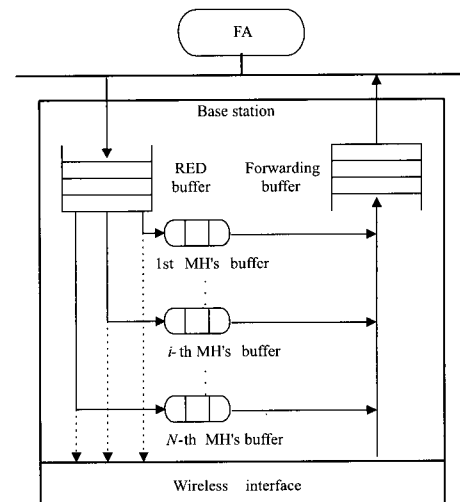 FA
Base station
RED
buffer
Forwarding
buffer
1st MH's buffer
i-th MH's buffer
N-th MH's buffer
Wireless interface